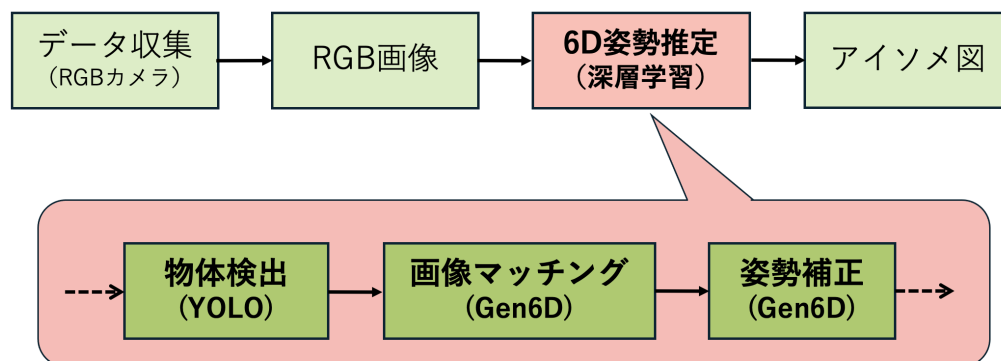 データ収集
(RGBカメラ)
RGB画像
6D姿勢推定
(深層学習)
アイソメ図
物体検出
(YOLO)
画像マッチング
(Gen6D)
姿勢補正
(Gen6D)